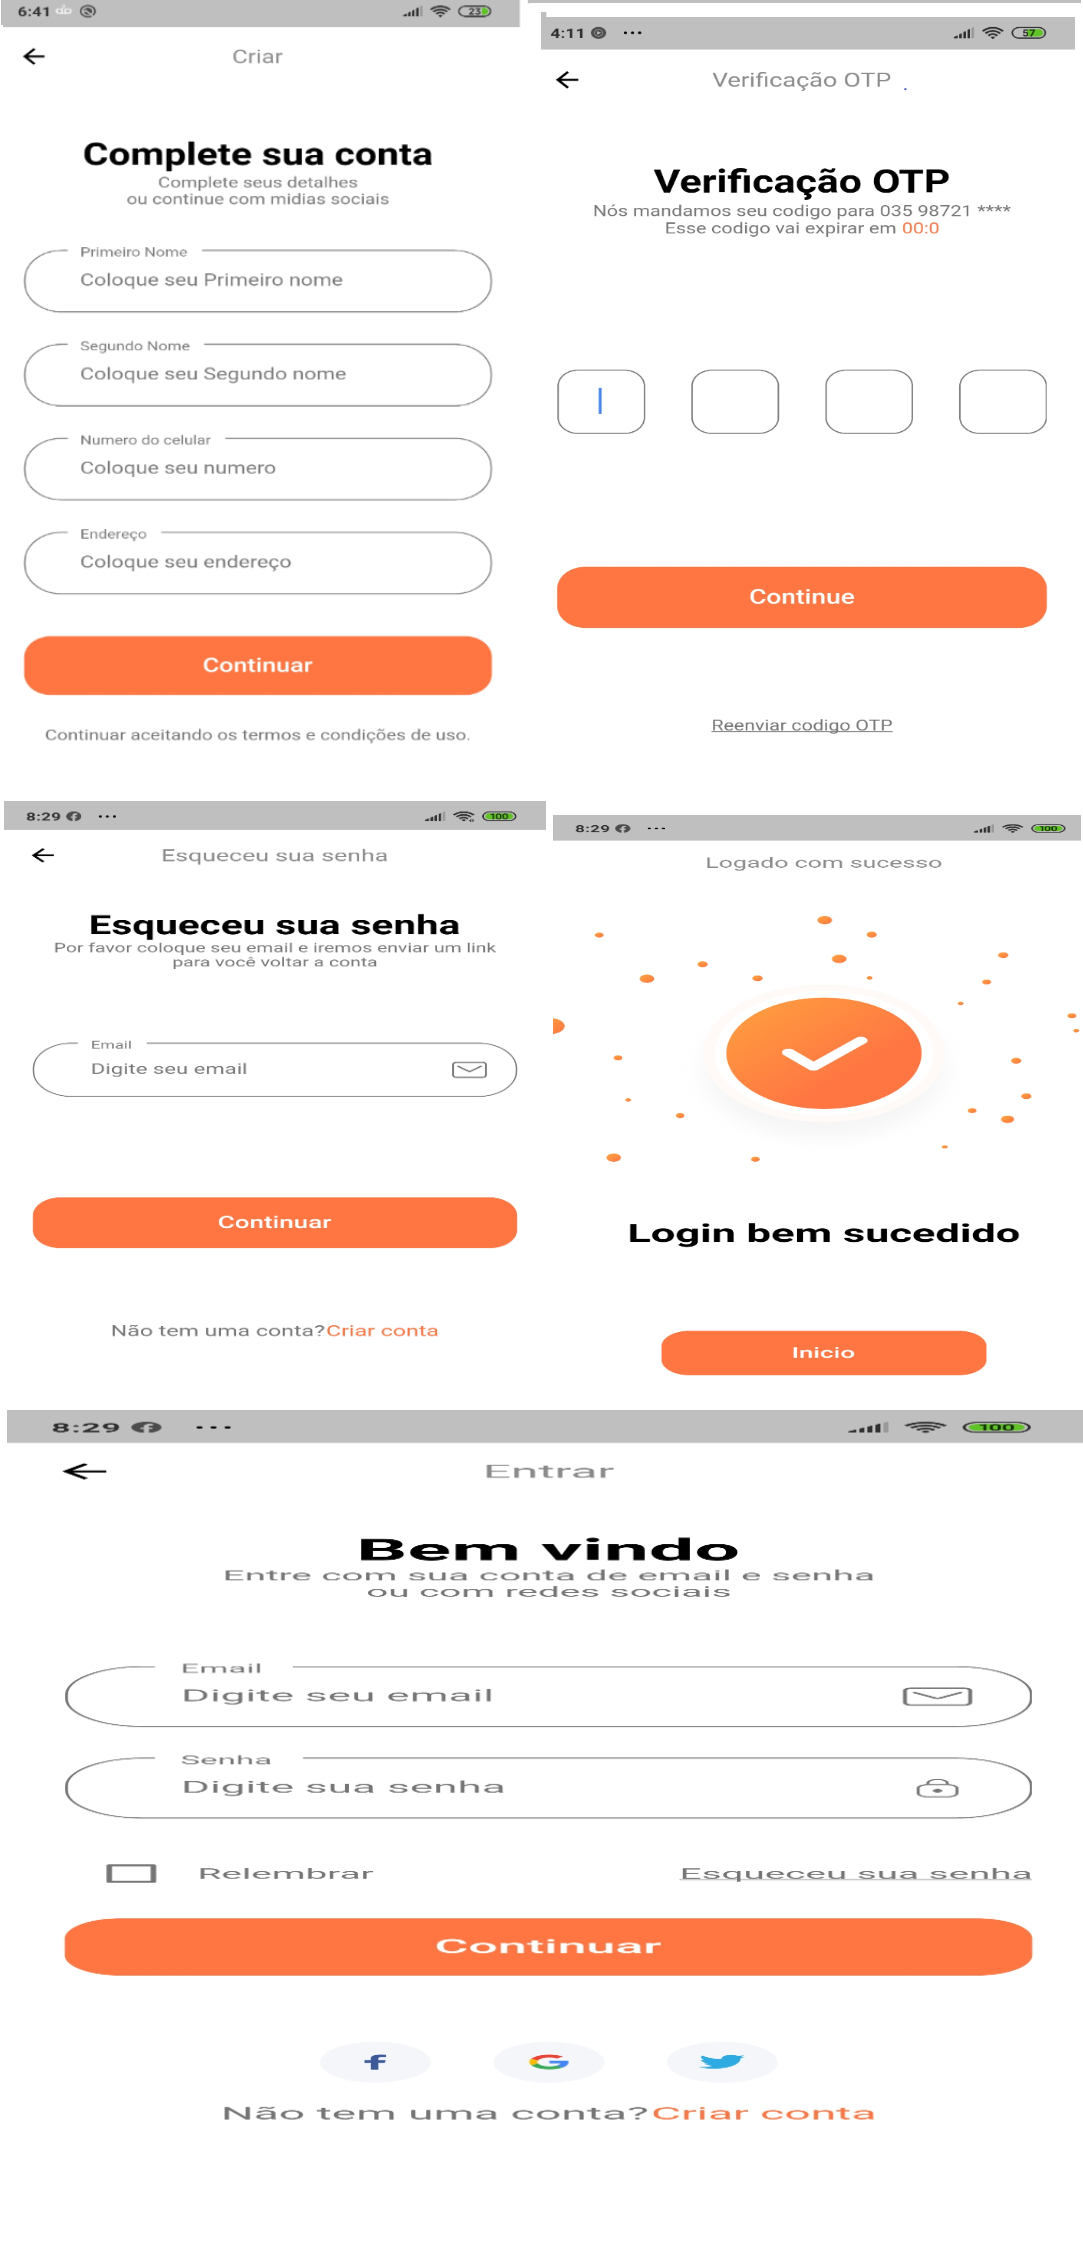 6:41
23
Criar
Complete sua conta
Complete seus detalhes
ou continue com midias sociais
Primeiro Nome
Coloque seu Primeiro nome
Segundo Nome
Coloque seu Segundo nome
Numero do celular
Coloque seu numero
Endereço
Coloque seu endereço
Continuar
Continuar aceitando os termos e condições de uso.
4:11 ...
57
Verificação OTP
Verificação OTP
Nós mandamos seu codigo para 035 98721 ****
Esse codigo vai expirar em 00:0
Continue
Reenviar codigo OTP
8:29 ...
100
Esqueceu sua senha
Esqueceu sua senha
Por favor coloque seu email e iremos enviar um link
para você voltar a conta
Email
Digite seu email
Continuar
Não tem uma conta?Criar conta
8:29 ...
100
Logado com sucesso
Login bem sucedido
Inicio
8:29 ...
100
Entrar
Bem vindo
Entre com sua conta de email e senha
ou com redes sociais
Email
Digite seu email
Senha
Digite sua senha
Relembrar
Esqueceu sua senha
Continuar
Não tem uma conta?Criar conta